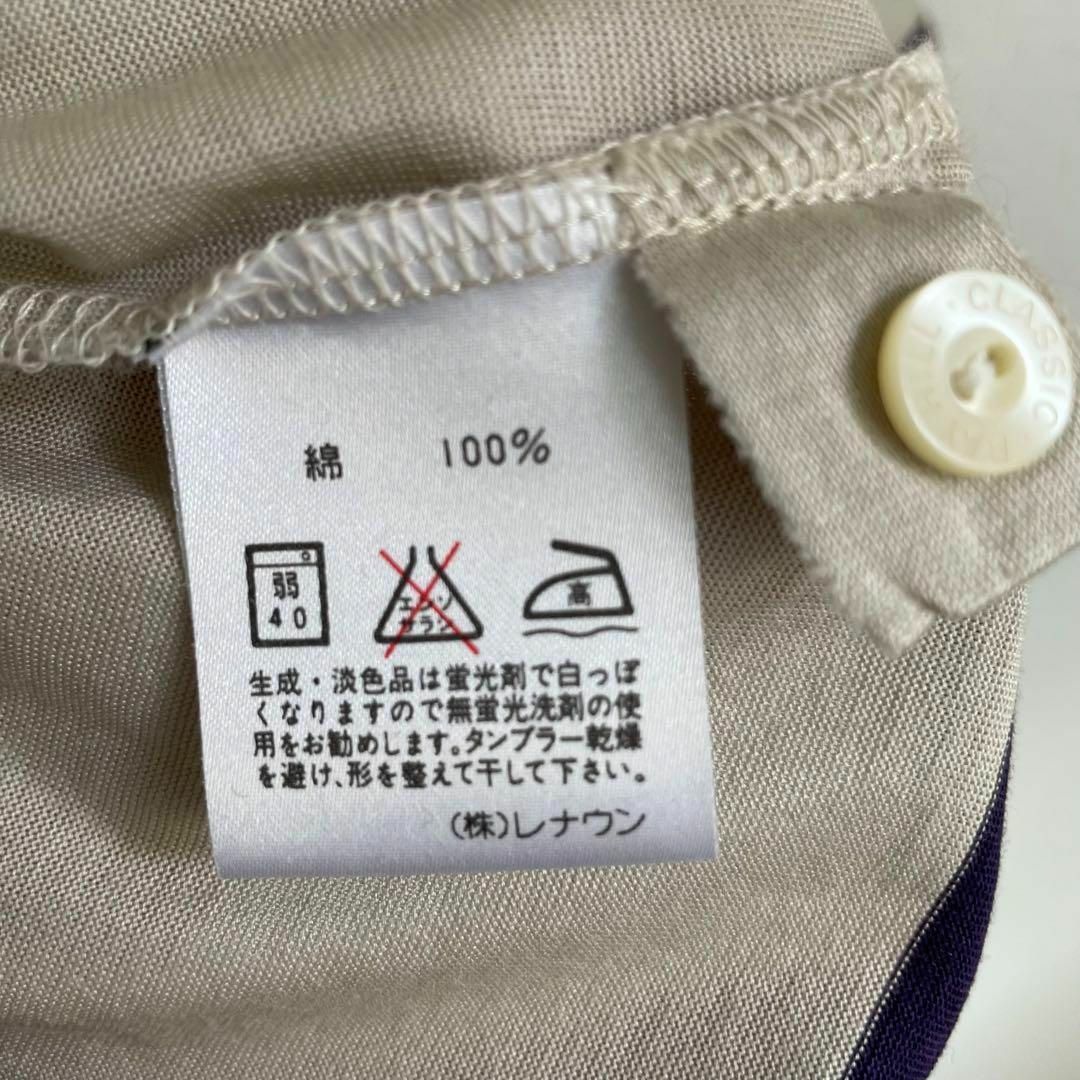 綿 100%
弱
40
エンソ
サラシ
高
生成・淡色品は蛍光剤で白っぽ
くなりますので無蛍光洗剤の使
用をお勧めします。タンブラー乾燥
を避け、形を整えて干して下さい。
(株)レナウン
CLASSIC